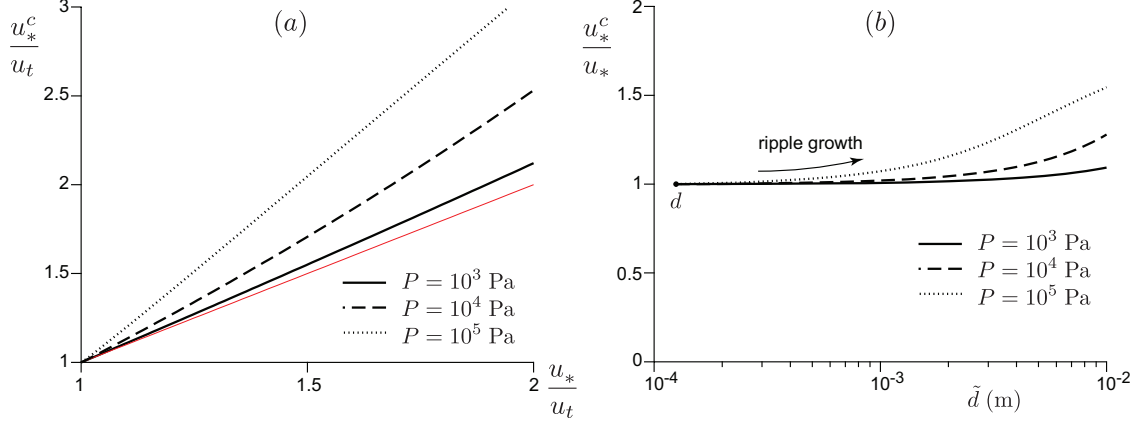 (a)
u_*^c / u_t
3
2.5
2
1.5
1
1
1.5
2
u_* / u_t
P = 10^3 Pa
P = 10^4 Pa
P = 10^5 Pa
(b)
u_*^c / u_*
2
1.5
1
0.5
0
ripple growth
d
P = 10^3 Pa
P = 10^4 Pa
P = 10^5 Pa
10^-4
10^-3
10^-2
d̃ (m)